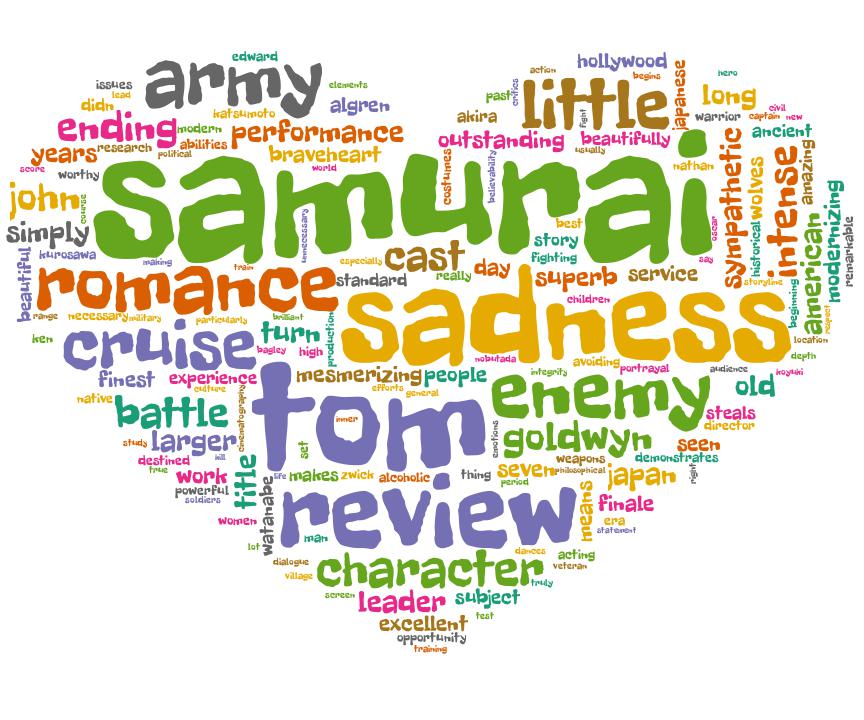 edward
hollywood
army
action
begins
hero
issues
lead
elements
past
critics
little
japanese
long
didn
katsumoto
algren
akira
fight
warrior
civil
captain
new
ending
modern
abilities
performance
outstanding
beautifully
ancient
years
research
political
braveheart
usually
sympathetic
score
worthy
world
costumes
believability
nathan
wolves
intense
amazing
samurai
john
course
best
oscar
historical
modernizing
simply
unnecessary
story
american
remarkable
kurosawa
making
especially
cast
fighting
say
beautiful
romance
train
standard
really
day
superb
service
storyline
beginning
children
sadness
range
necessary
military
particularly
brilliant
production
respect
ken
cruise
turn
location
bagley
high
nobutada
avoiding
depth
finest
experience
mesmerizing
people
integrity
portrayal
audience
koyuki
native
culture
cinematography
efforts
general
enemy
old
battle
tom
inner
steals
director
study
larger
set
emotions
goldwyn
seen
destined
kill
title
weapons
demonstrates
true
work
life
makes
zwick
alcoholic
thing
seven
philosophical
japan
right
powerful
soldiers
watanabe
review
period
means
finale
women
era
statement
lot
man
dances
acting
dialogue
character
veteran
village
truly
screen
leader
subject
excellent
test
opportunity
training